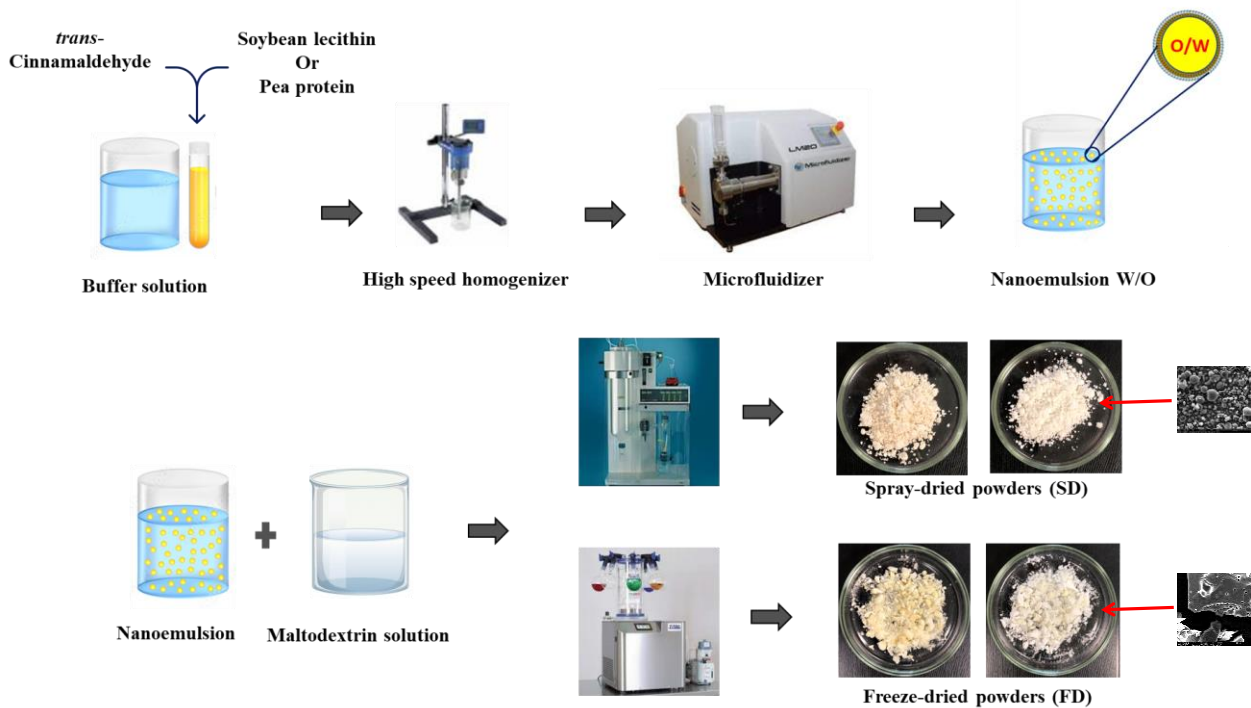 trans-
Cinnamaldehyde
Soybean lecithin
Or
Pea protein
O/W
LM20
Microfluidizer
Buffer solution
High speed homogenizer
Microfluidizer
Nanoemulsion W/O
Spray-dried powders (SD)
Nanoemulsion
Maltodextrin solution
Freeze-dried powders (FD)